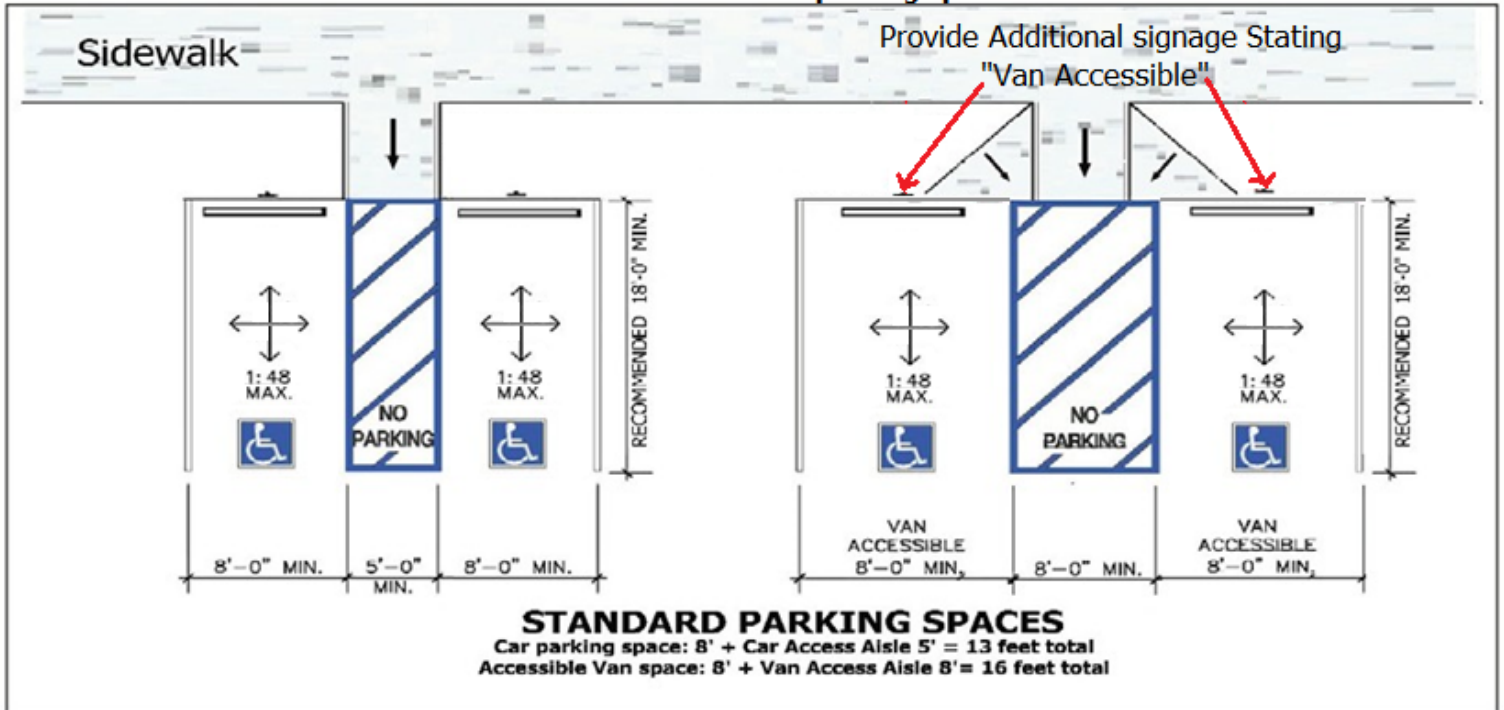 Sidewalk
Provide Additional signage Stating
"Van Accessible"
1:48
MAX.
NO
PARKING
1:48
MAX.
RECOMMENDED 18'-0" MIN.
8'-0" MIN.
5'-0"
MIN.
8'-0" MIN.
1:48
MAX.
NO
PARKING
1:48
MAX.
RECOMMENDED 18'-0" MIN.
VAN
ACCESSIBLE
8'-0" MIN,
8'-0" MIN.
VAN
ACCESSIBLE
8'-0" MIN,
STANDARD PARKING SPACES
Car parking space: 8' + Car Access Aisle 5' = 13 feet total
Accessible Van space: 8' + Van Access Aisle 8'= 16 feet total